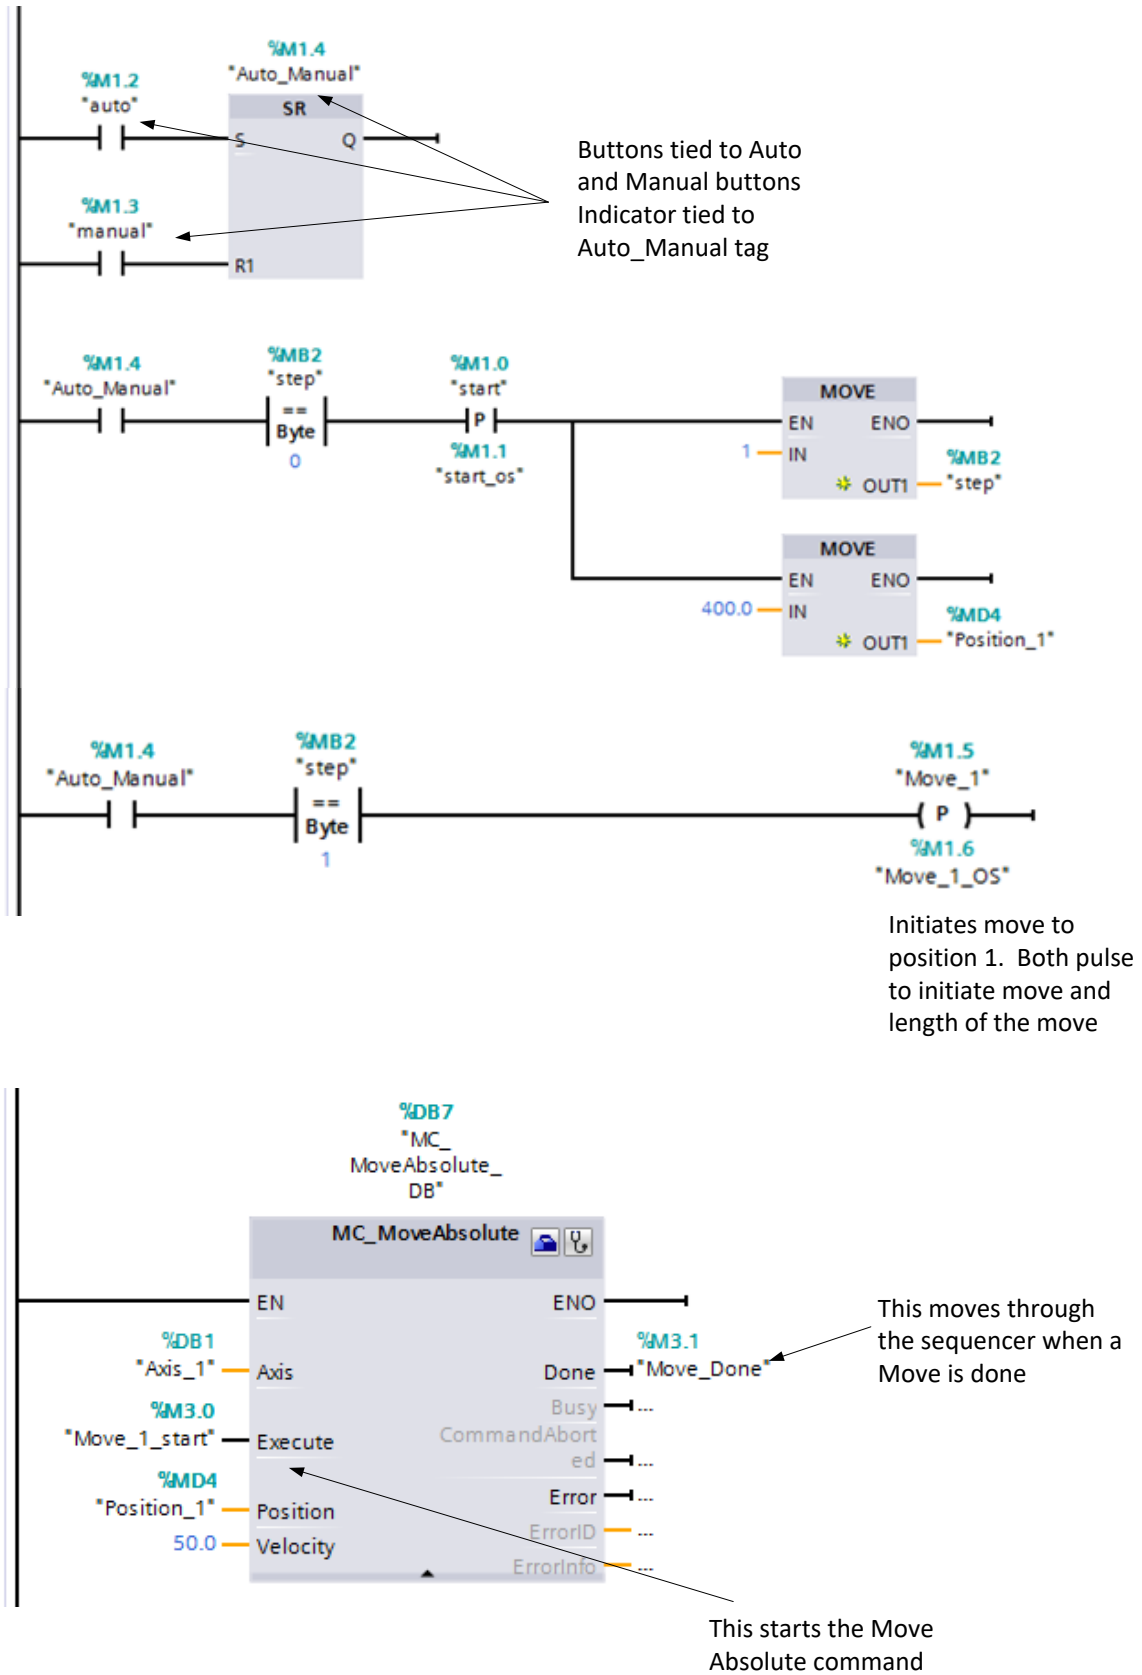 %M1.4
"Auto_Manual"
%M1.2
"auto"
SR
S
Q
%M1.3
"manual"
R1
Buttons tied to Auto
and Manual buttons
Indicator tied to
Auto_Manual tag
%M1.4
"Auto_Manual"
%MB2
"step"
==
Byte
0
%M1.0
"start"
P
%M1.1
"start_os"
MOVE
EN
ENO
1
IN
OUT1
%MB2
"step"
MOVE
EN
ENO
400.0
IN
OUT1
%MD4
"Position_1"
%M1.4
"Auto_Manual"
%MB2
"step"
==
Byte
1
%M1.5
"Move_1"
( P )
%M1.6
"Move_1_OS"
Initiates move to
position 1. Both pulse
to initiate move and
length of the move
%DB7
"MC_
MoveAbsolute_
DB"
MC_MoveAbsolute
EN
ENO
%DB1
"Axis_1"
Axis
%M3.0
"Move_1_start"
Execute
%MD4
"Position_1"
Position
50.0
Velocity
%M3.1
Done
"Move_Done"
Busy
...
CommandAbort
ed
...
Error
...
ErrorID
...
ErrorInfo
...
This moves through
the sequencer when a
Move is done
This starts the Move
Absolute command